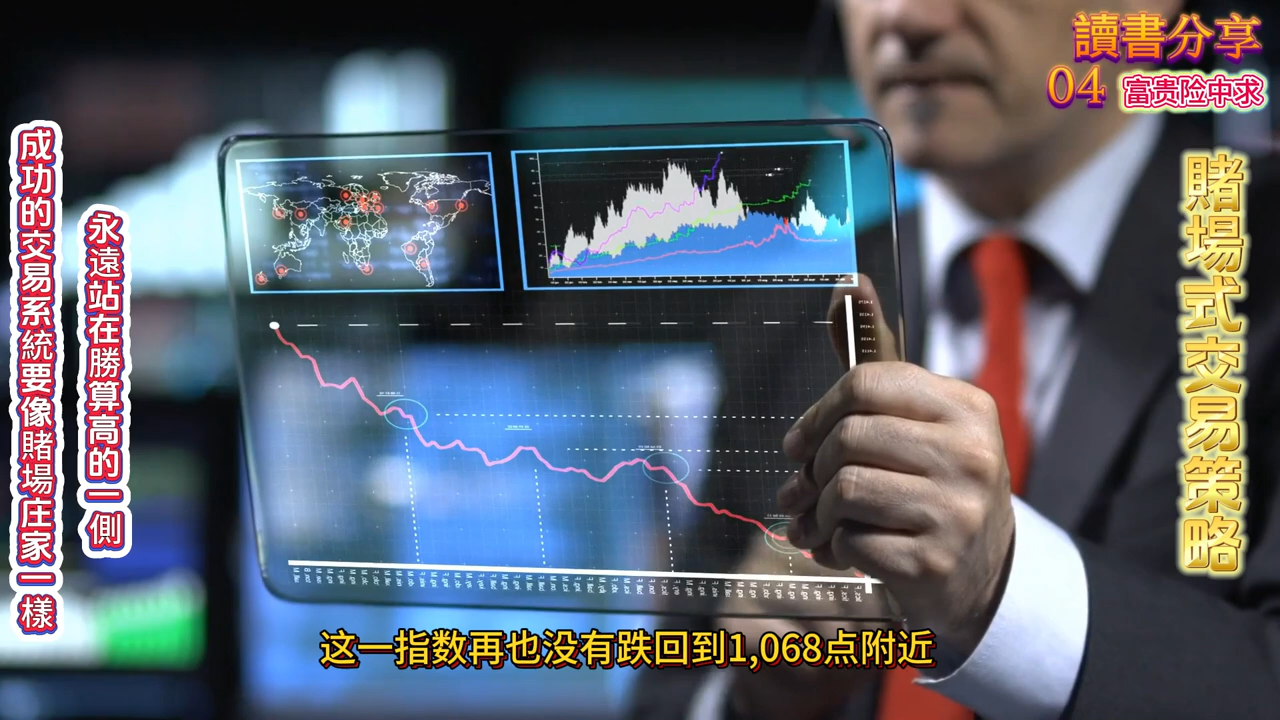 讀書分享
04 富贵险中求
賭場式交易策略
永遠站在勝算高的一側
成功的交易系統要像賭場庄家一樣
这一指数再也没有跌回到1,068点附近